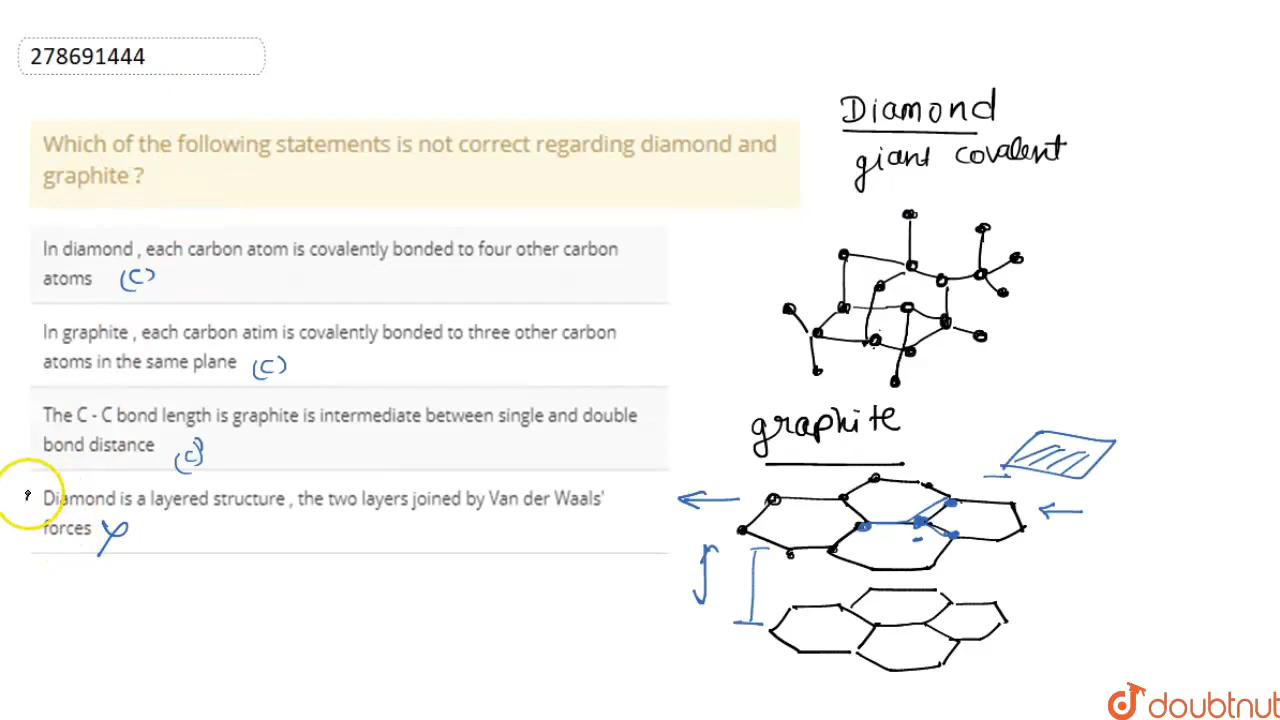 278691444
Which of the following statements is not correct regarding diamond and
graphite ?
In diamond , each carbon atom is covalently bonded to four other carbon
atoms (C)
In graphite , each carbon atim is covalently bonded to three other carbon
atoms in the same plane (C)
The C - C bond length is graphite is intermediate between single and double
bond distance (C)
Diamond is a layered structure , the two layers joined by Van der Waals'
forces
Diamond
giant covalent
graphite
doubtnut